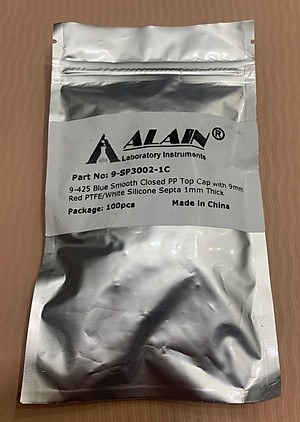 ALAIN®
Laboratory Instruments
Part No: 9-SP3002-1C
9-425 Blue Smooth Closed PP Top Cap with 9mm
Red PTFE/White Silicone Septa 1mm Thick
Package: 100pcs Made in China